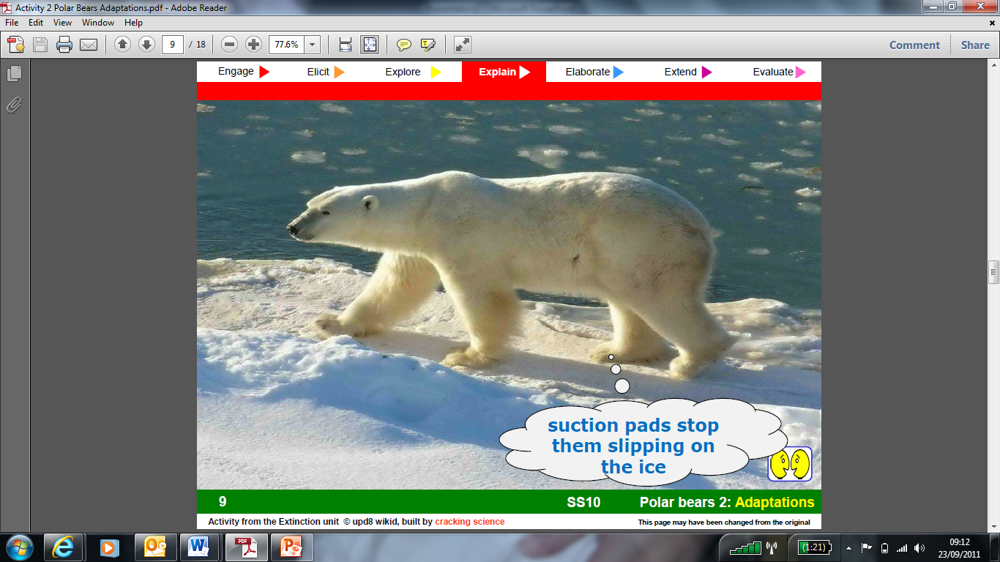 Activity 2 Polar Bears Adaptations.pdf - Adobe Reader
File Edit View Window Help
9 / 18 77.6% Comment Share
Engage Elicit Explore Explain Elaborate Extend Evaluate
suction pads stop
them slipping on
the ice
9 SS10 Polar bears 2: Adaptations
Activity from the Extinction unit © upd8 wikid, built by cracking science This page may have been changed from the original
PDF (1:21) 09:12
23/09/2011